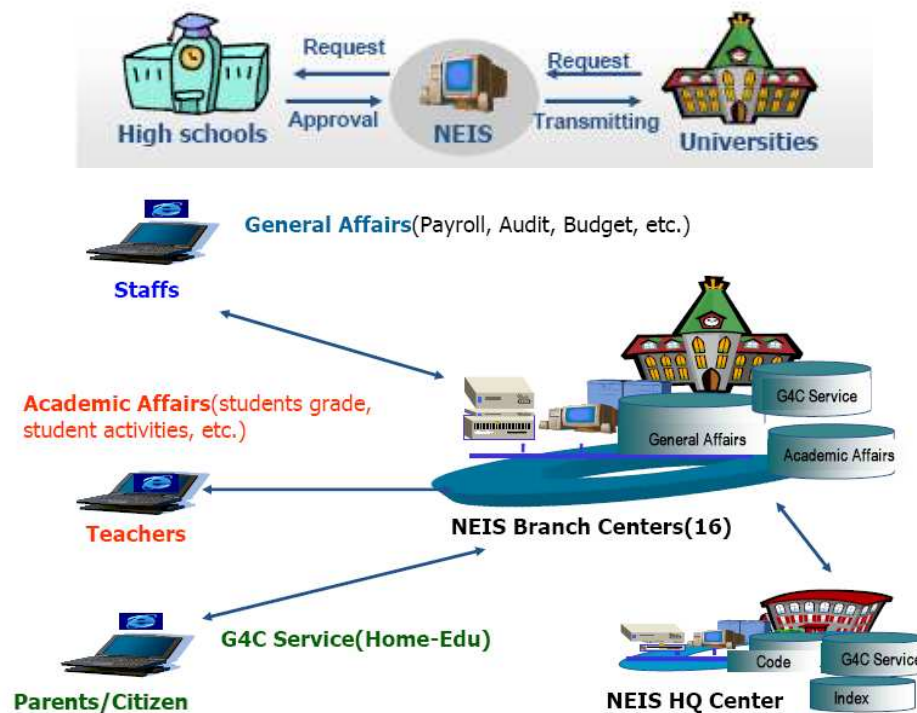 Request
Request
High schools
Approval
NEIS
Transmitting
Universities
General Affairs(Payroll, Audit, Budget, etc.)
Staffs
G4C Service
Academic Affairs(students grade,
student activities, etc.)
General Affairs
Academic Affairs
Teachers
NEIS Branch Centers(16)
G4C Service(Home-Edu)
Code
G4C Service
Parents/Citizen
NEIS HQ Center
Index